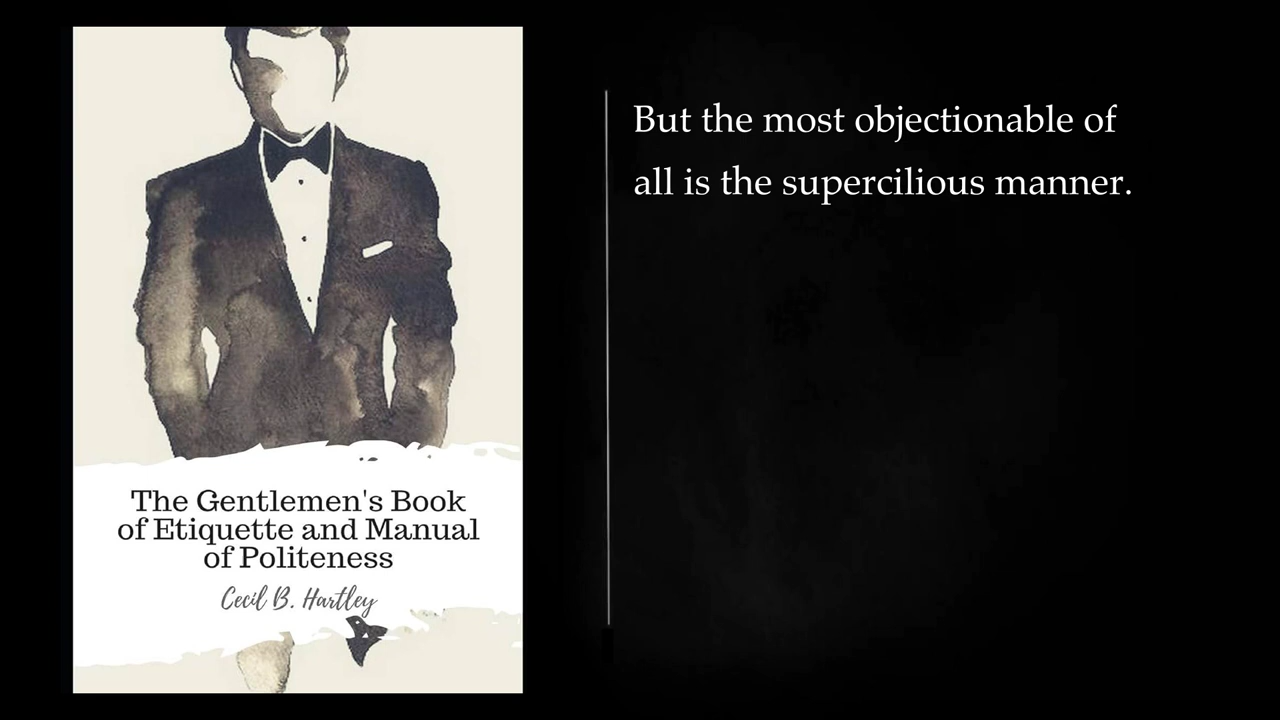 The Gentlemen's Book
of Etiquette and Manual
of Politeness
Cecil B. Hartley
But the most objectionable of
all is the supercilious manner.